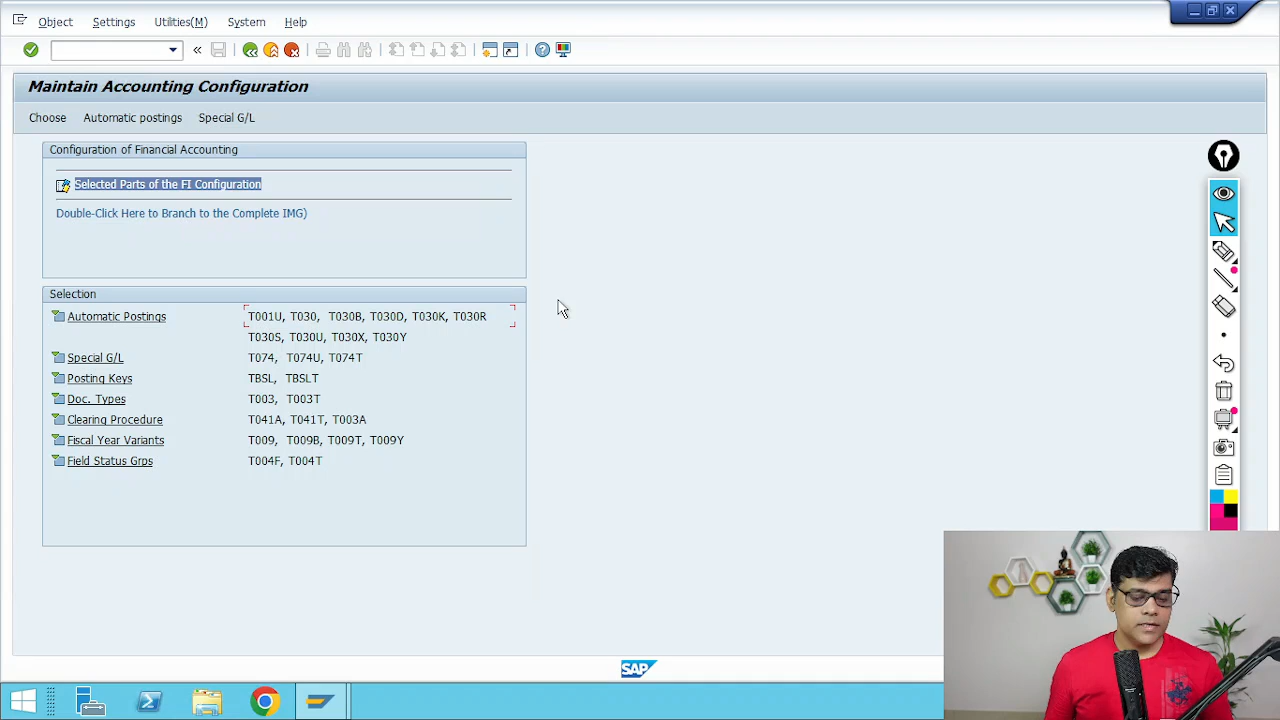 Object Settings Utilities(M) System Help
Maintain Accounting Configuration
Choose Automatic postings Special G/L
Configuration of Financial Accounting
Selected Parts of the FI Configuration
Double-Click Here to Branch to the Complete IMG)
Selection
Automatic Postings T001U, T030, T030B, T030D, T030K, T030R
T030S, T030U, T030X, T030Y
Special G/L T074, T074U, T074T
Posting Keys TBSL, TBSLT
Doc. Types T003, T003T
Clearing Procedure T041A, T041T, T003A
Fiscal Year Variants T009, T009B, T009T, T009Y
Field Status Grps T004F, T004T
SAP